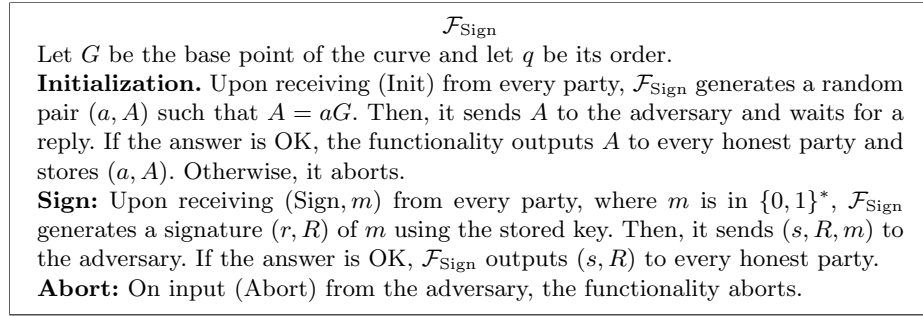 𝓕_Sign
Let G be the base point of the curve and let q be its order.
Initialization. Upon receiving (Init) from every party, 𝓕_Sign generates a random
pair (a, A) such that A = aG. Then, it sends A to the adversary and waits for a
reply. If the answer is OK, the functionality outputs A to every honest party and
stores (a, A). Otherwise, it aborts.
Sign: Upon receiving (Sign, m) from every party, where m is in {0, 1}*, 𝓕_Sign
generates a signature (r, R) of m using the stored key. Then, it sends (s, R, m) to
the adversary. If the answer is OK, 𝓕_Sign outputs (s, R) to every honest party.
Abort: On input (Abort) from the adversary, the functionality aborts.